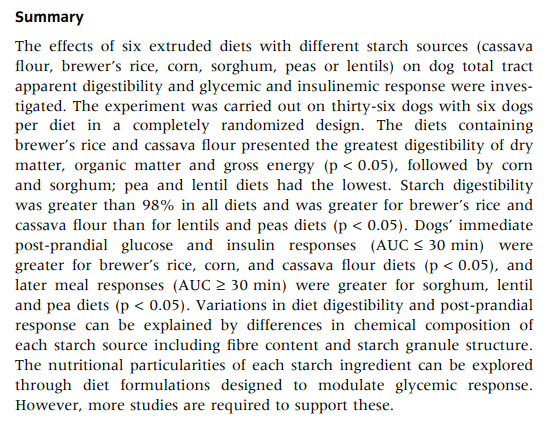 Summary
The effects of six extruded diets with different starch sources (cassava
flour, brewer's rice, corn, sorghum, peas or lentils) on dog total tract
apparent digestibility and glycemic and insulinemic response were inves-
tigated. The experiment was carried out on thirty-six dogs with six dogs
per diet in a completely randomized design. The diets containing
brewer's rice and cassava flour presented the greatest digestibility of dry
matter, organic matter and gross energy (p < 0.05), followed by corn
and sorghum; pea and lentil diets had the lowest. Starch digestibility
was greater than 98% in all diets and was greater for brewer's rice and
cassava flour than for lentils and peas diets (p < 0.05). Dogs' immediate
post-prandial glucose and insulin responses (AUC ≤ 30 min) were
greater for brewer's rice, corn, and cassava flour diets (p < 0.05), and
later meal responses (AUC ≥ 30 min) were greater for sorghum, lentil
and pea diets (p < 0.05). Variations in diet digestibility and post-prandial
response can be explained by differences in chemical composition of
each starch source including fibre content and starch granule structure.
The nutritional particularities of each starch ingredient can be explored
through diet formulations designed to modulate glycemic response.
However, more studies are required to support these.